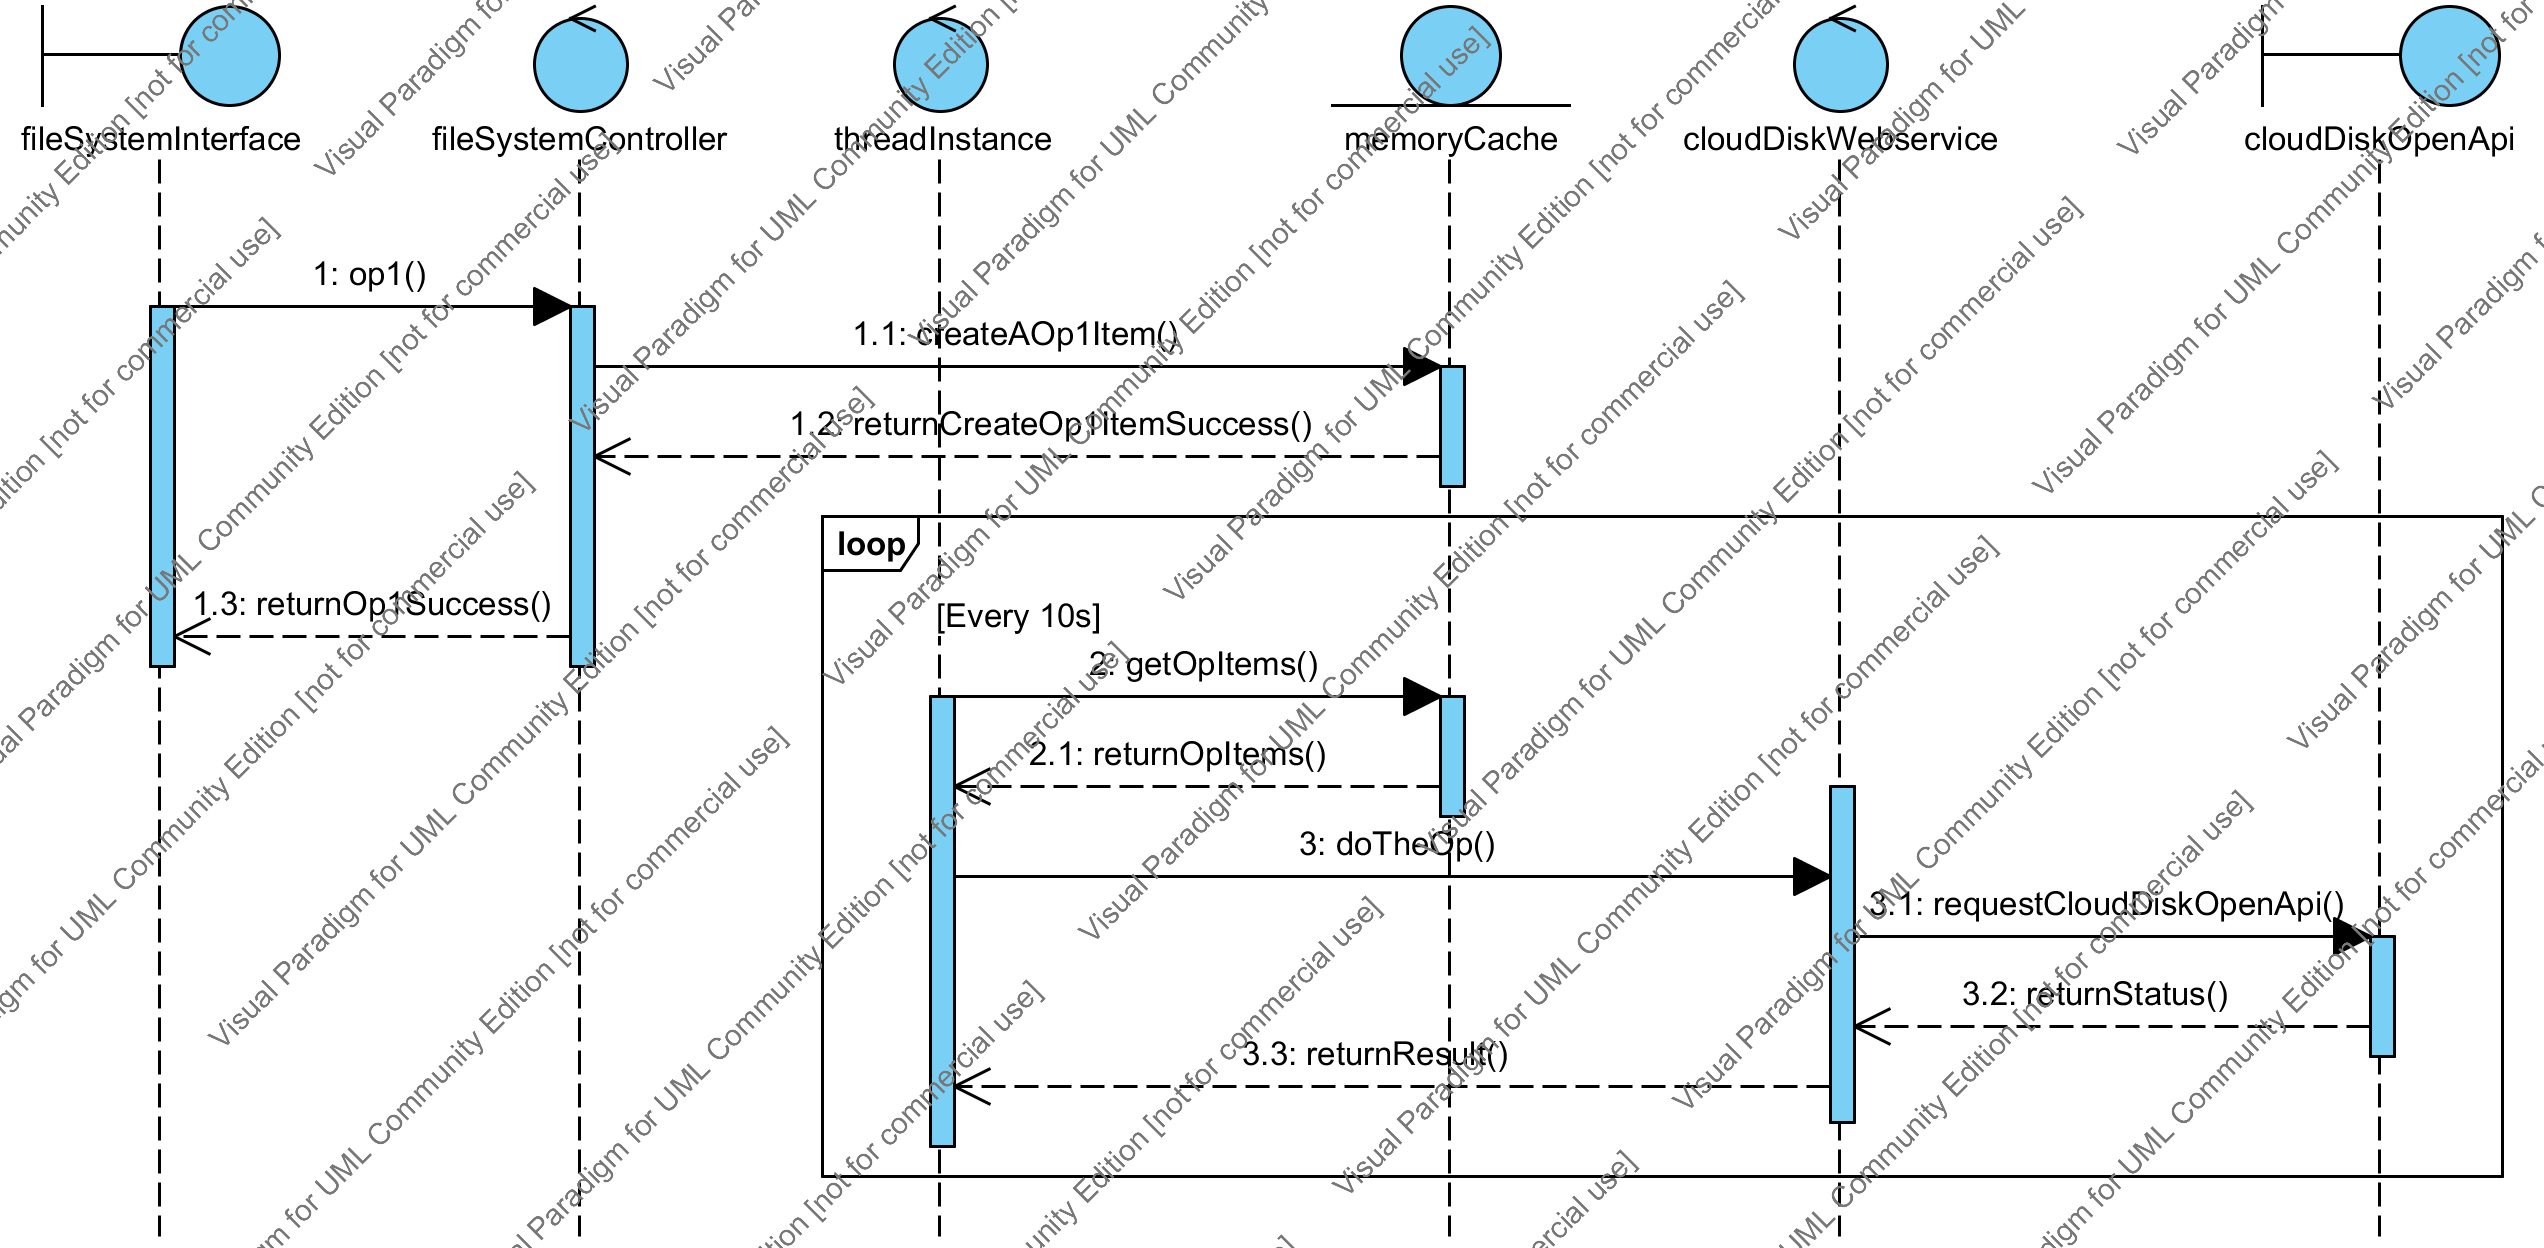 fileSystemInterface
fileSystemController
threadInstance
memoryCache
cloudDiskWebservice
cloudDiskOpenApi
1: op1()
1.1: createAOp1Item()
1.2: returnCreateOp1ItemSuccess()
loop
1.3: returnOp1Success()
[Every 10s]
2: getOpItems()
2.1: returnOpItems()
3: doTheOp()
3.1: requestCloudDiskOpenApi()
3.2: returnStatus()
3.3: returnResult()
Visual Paradigm for UML Community Edition [not for commercial use]